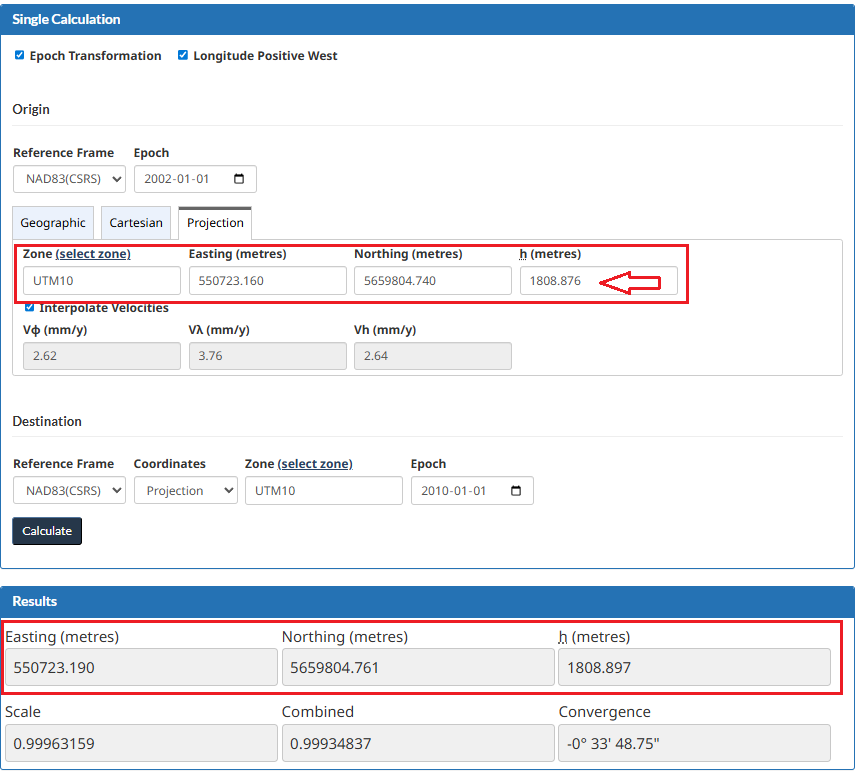 Single Calculation
Epoch Transformation Longitude Positive West
Origin
Reference Frame Epoch
NAD83(CSRS) 2002-01-01
Geographic Cartesian Projection
Zone (select zone) Easting (metres) Northing (metres) h (metres)
UTM10 550723.160 5659804.740 1808.876
Interpolate Velocities
Vϕ (mm/y) Vλ (mm/y) Vh (mm/y)
2.62 3.76 2.64
Destination
Reference Frame Coordinates Zone (select zone) Epoch
NAD83(CSRS) Projection UTM10 2010-01-01
Calculate
Results
Easting (metres) Northing (metres) h (metres)
550723.190 5659804.761 1808.897
Scale Combined Convergence
0.99963159 0.99934837 -0° 33' 48.75"